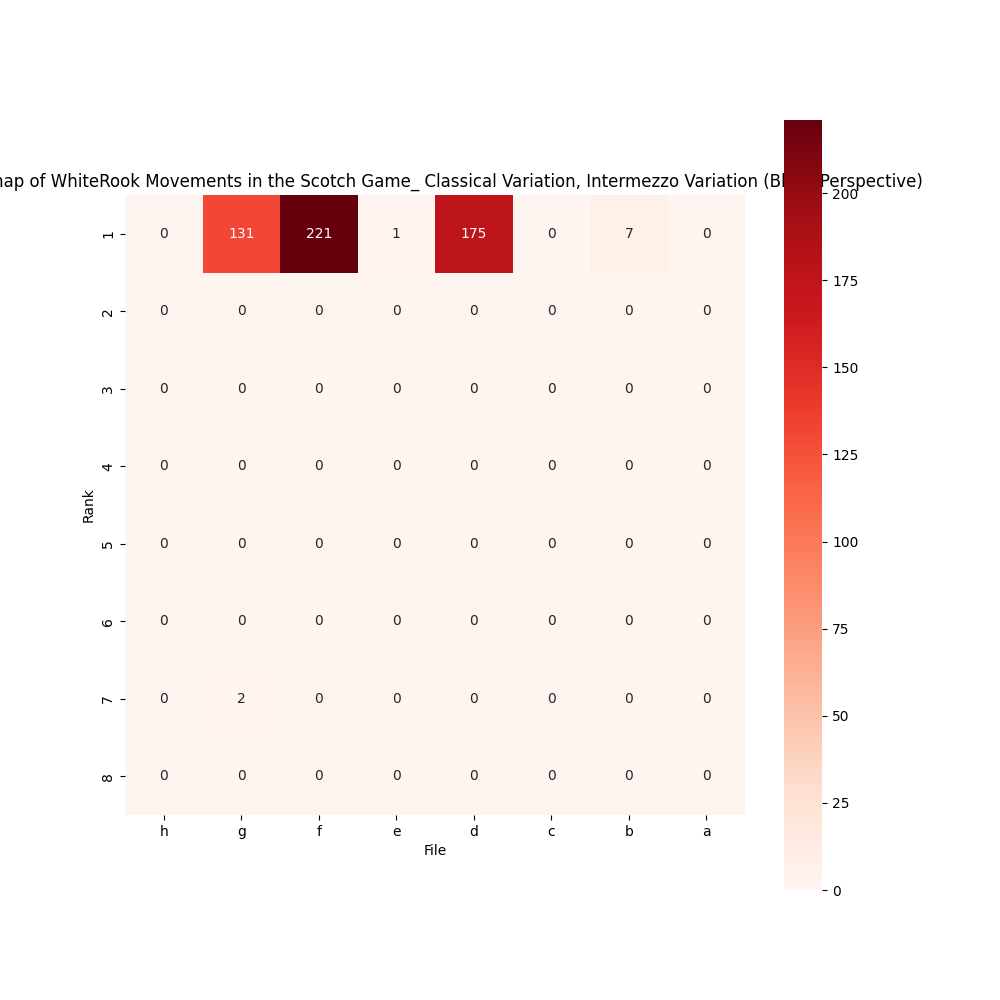 map of WhiteRook Movements in the Scotch Game_ Classical Variation, Intermezzo Variation (Bl Perspective)
200
1 0 131 221 1 175 0 7 0
175
2 0 0 0 0 0 0 0 0
150
3 0 0 0 0 0 0 0 0
125
4 0 0 0 0 0 0 0 0
Rank
100
5 0 0 0 0 0 0 0 0
6 0 0 0 0 0 0 0 0
75
7 0 2 0 0 0 0 0 0
50
8 0 0 0 0 0 0 0 0
25
h g f e d c b a
File
0